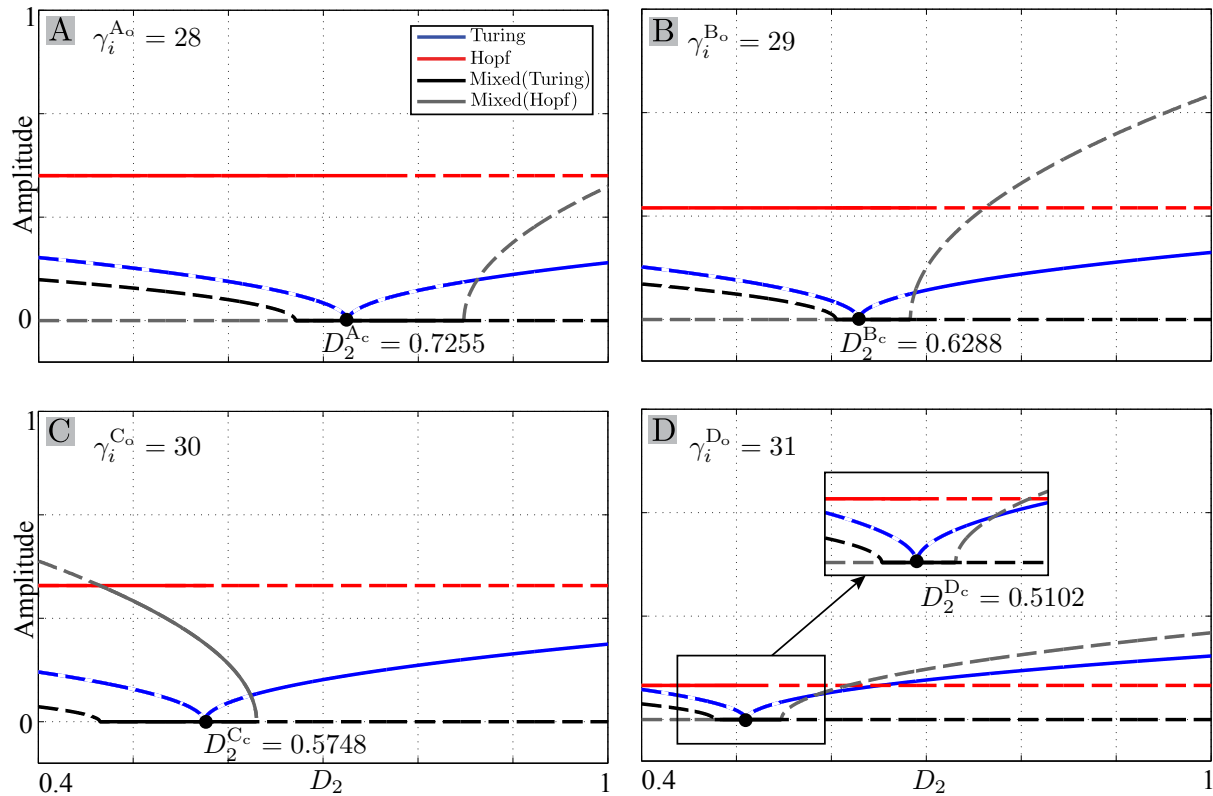 A
γ_i^{A_o} = 28
1
Amplitude
0
Turing
Hopf
Mixed(Turing)
Mixed(Hopf)
D_2^{A_c} = 0.7255
B
γ_i^{B_o} = 29
D_2^{B_c} = 0.6288
C
γ_i^{C_o} = 30
1
Amplitude
0
D_2^{C_c} = 0.5748
0.4
D_2
1
D
γ_i^{D_o} = 31
D_2^{D_c} = 0.5102
0.4
D_2
1